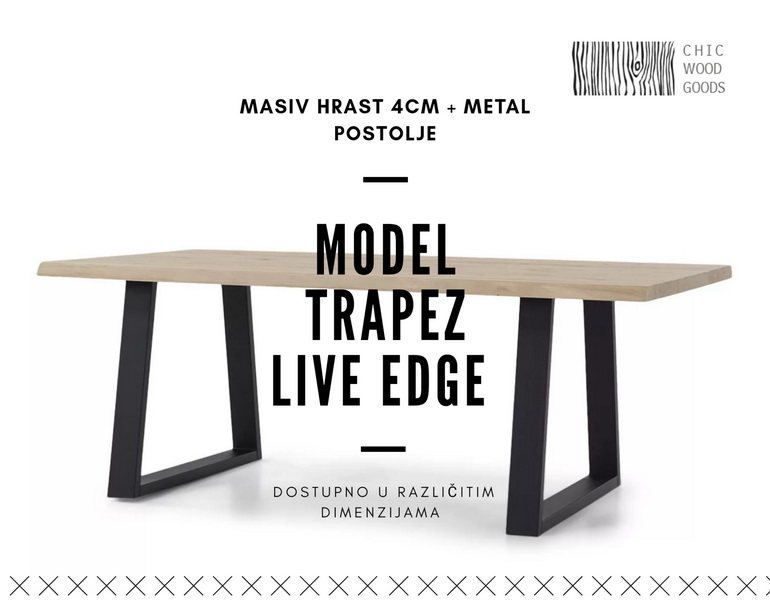 CHIC
WOOD
GOODS
MASIV HRAST 4CM + METAL
POSTOLJE
MODEL
TRAPEZ
LIVE EDGE
DOSTUPNO U RAZLIČITIM
DIMENZIJAMA